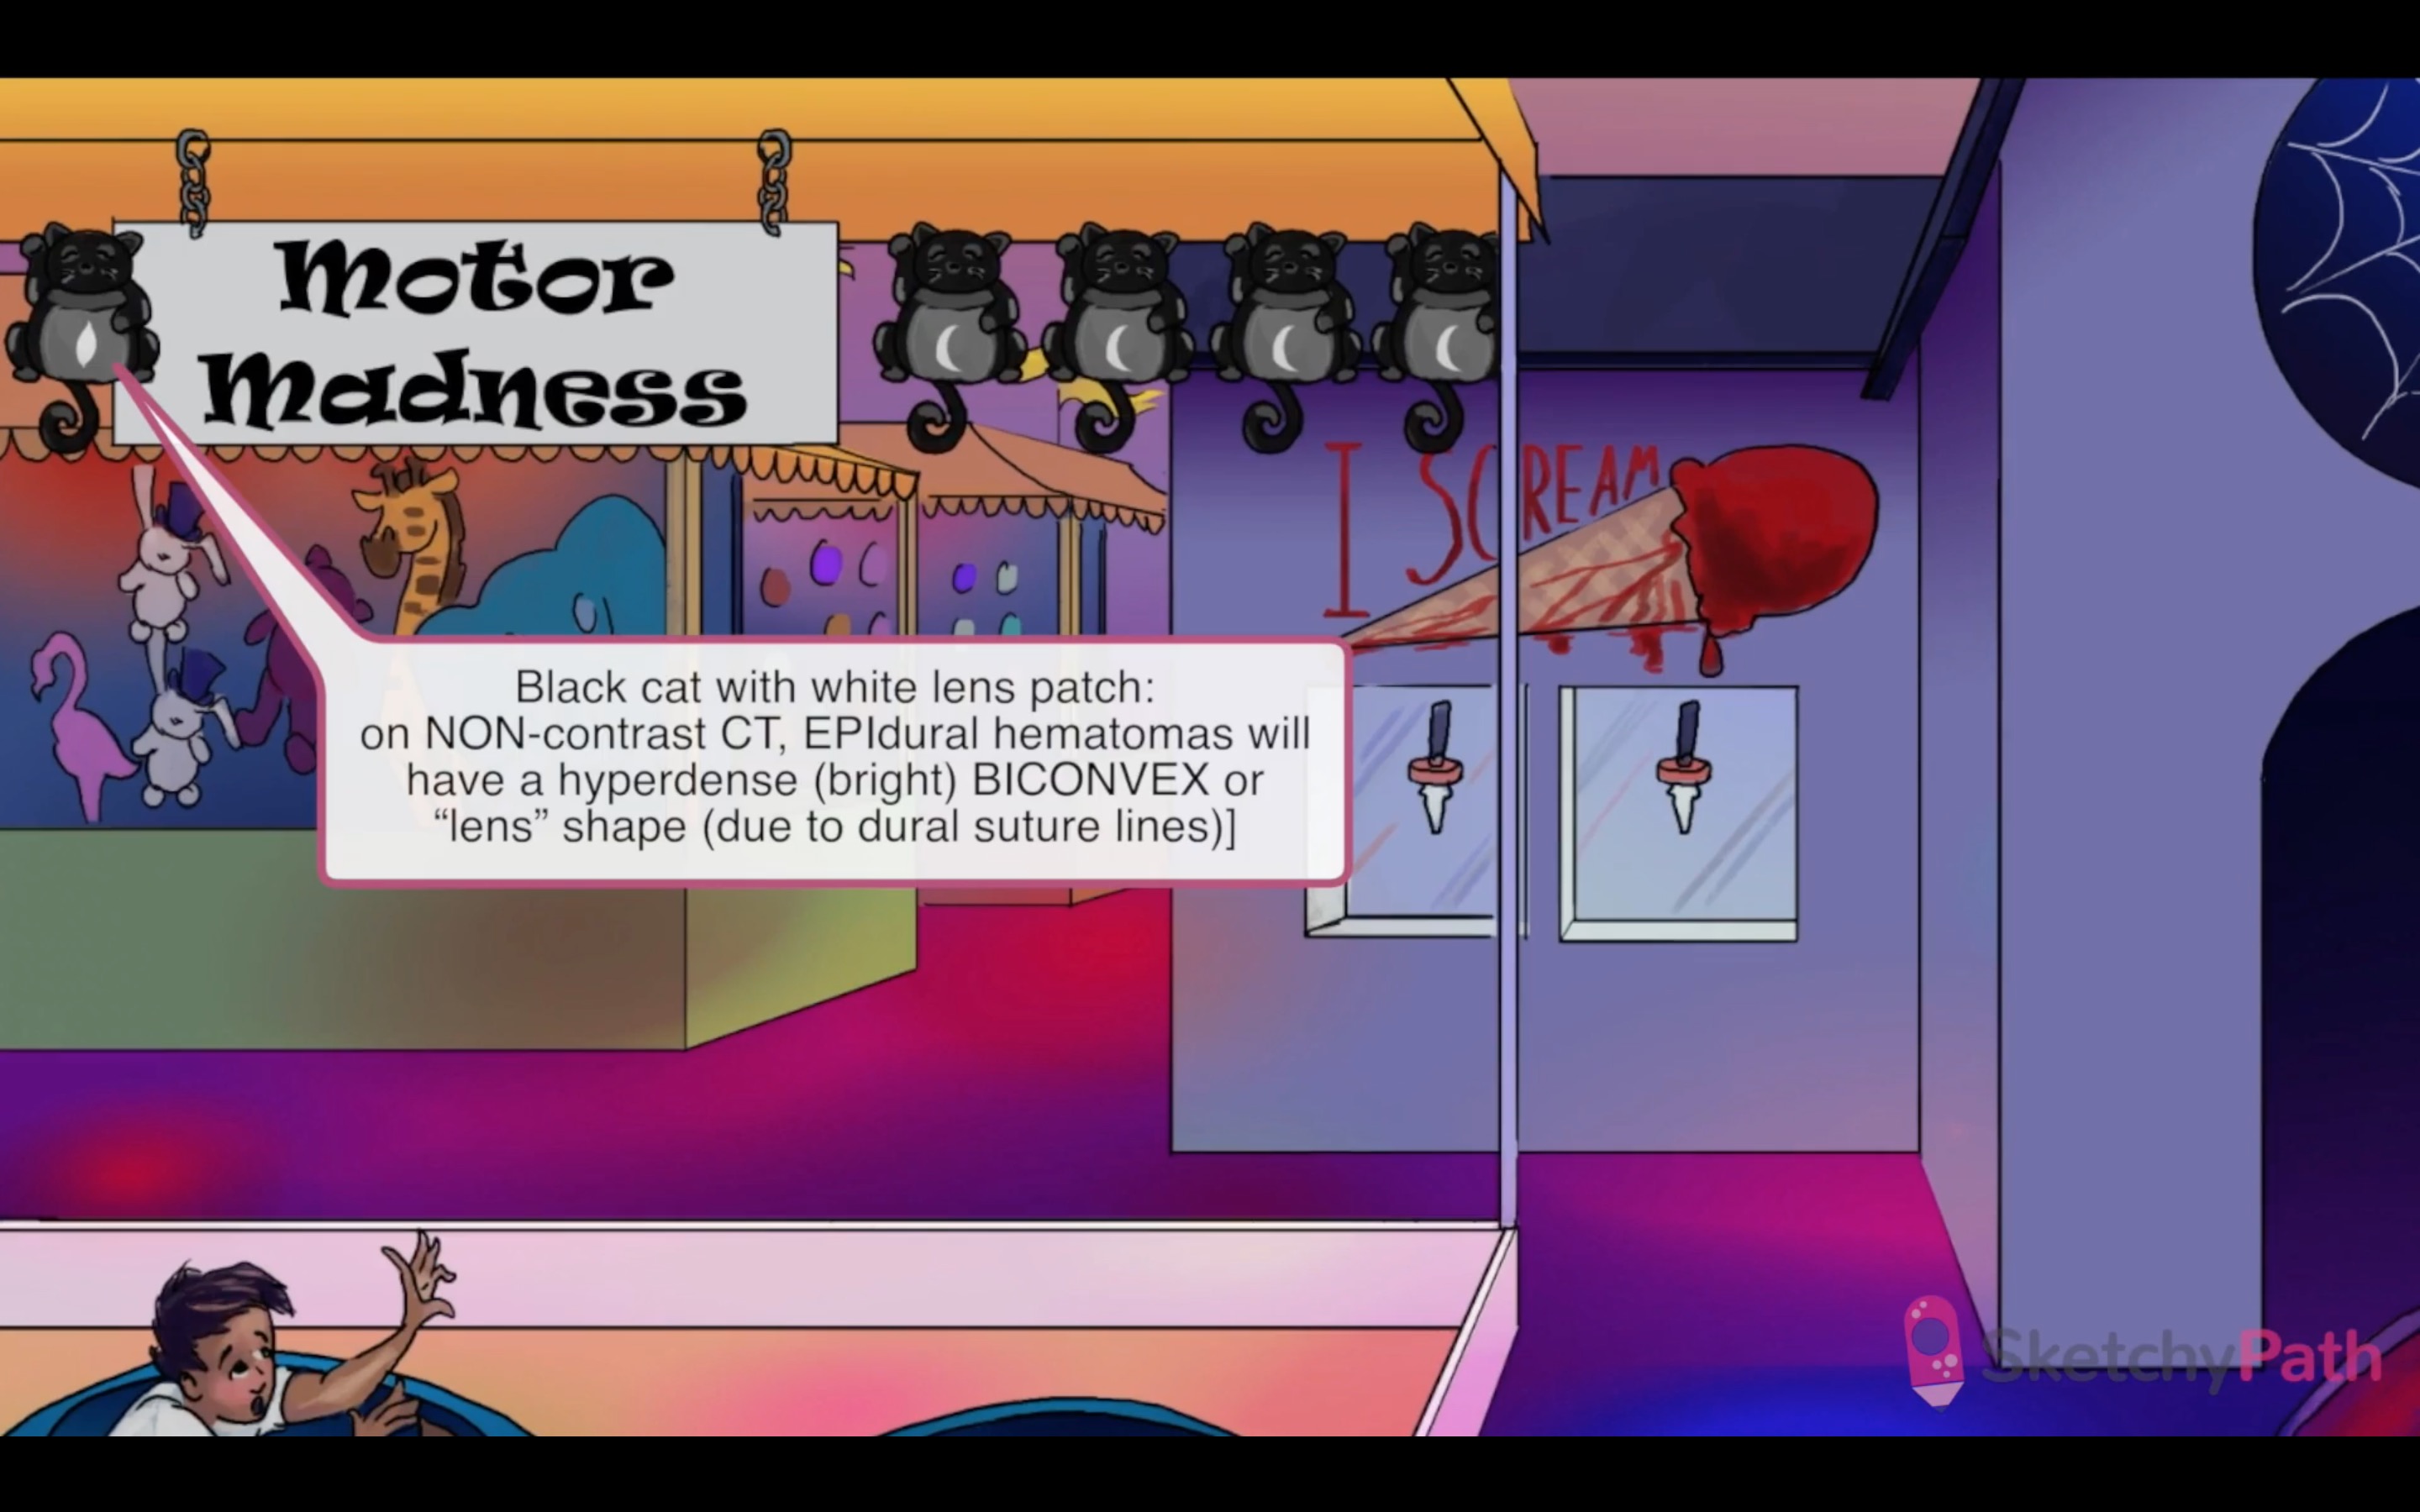 Motor
Madness
I SCREAM
Black cat with white lens patch:
on NON-contrast CT, EPIdural hematomas will
have a hyperdense (bright) BICONVEX or
“lens” shape (due to dural suture lines)]
SketchyPath